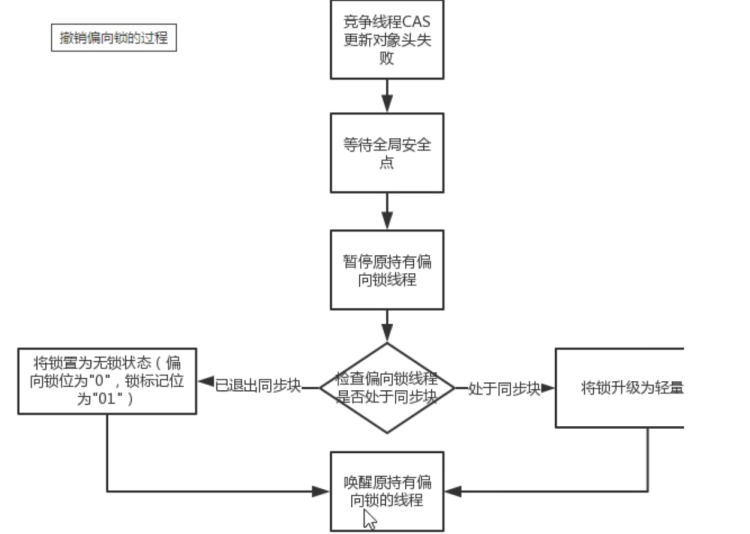 撤销偏向锁的过程
竞争线程CAS
更新对象头失
败
等待全局安全
点
暂停原持有偏
向锁线程
检查偏向锁线程
是否处于同步块
已退出同步块
处于同步块
将锁置为无锁状态（偏
向锁位为"0"，锁标记位
为"01"）
将锁升级为轻量
唤醒原持有偏
向锁的线程